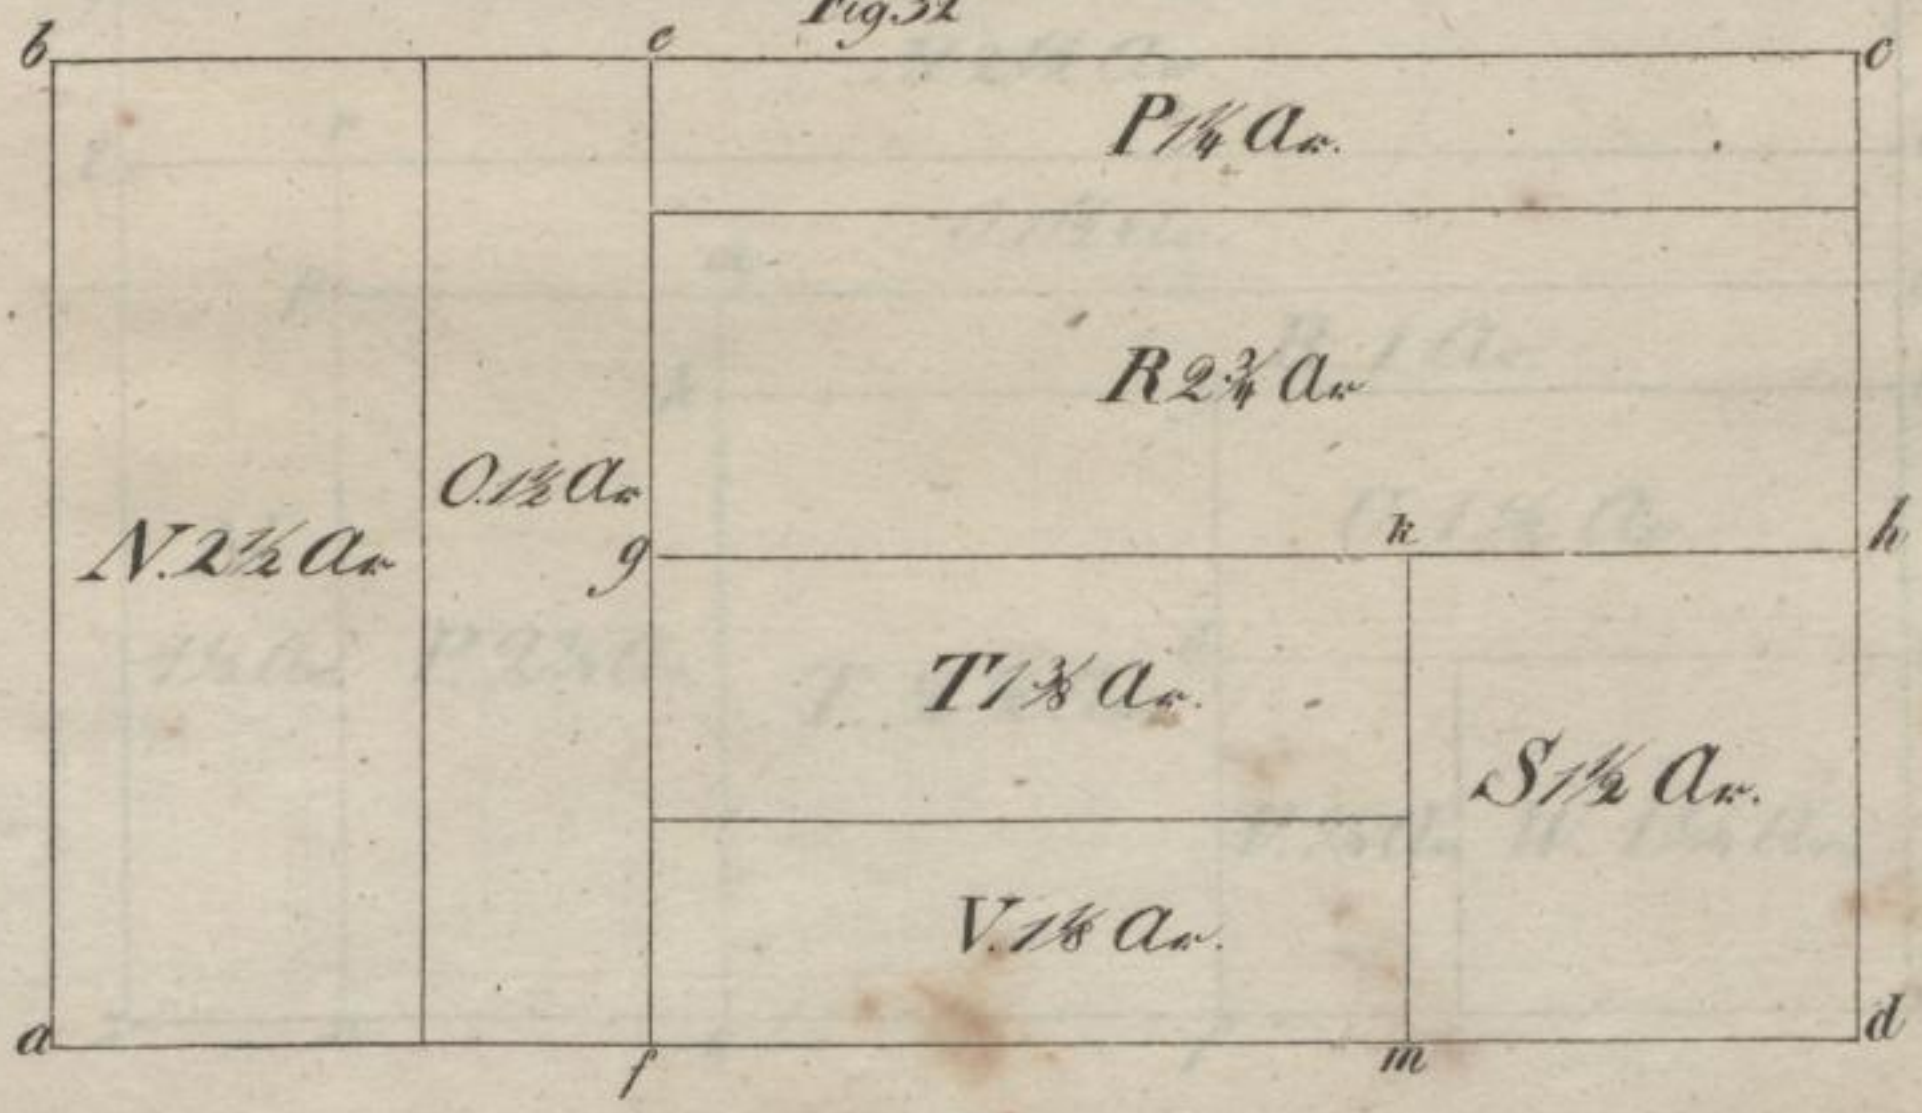 Fig 32
b
e
c
P 1¼ Ar.
R 2¾ Ar
O. 1½ Ar
N. 2½ Ar
g
k
h
T 1⅜ Ar.
S 1½ Ar.
V. 1⅛ Ar.
a
f
m
d